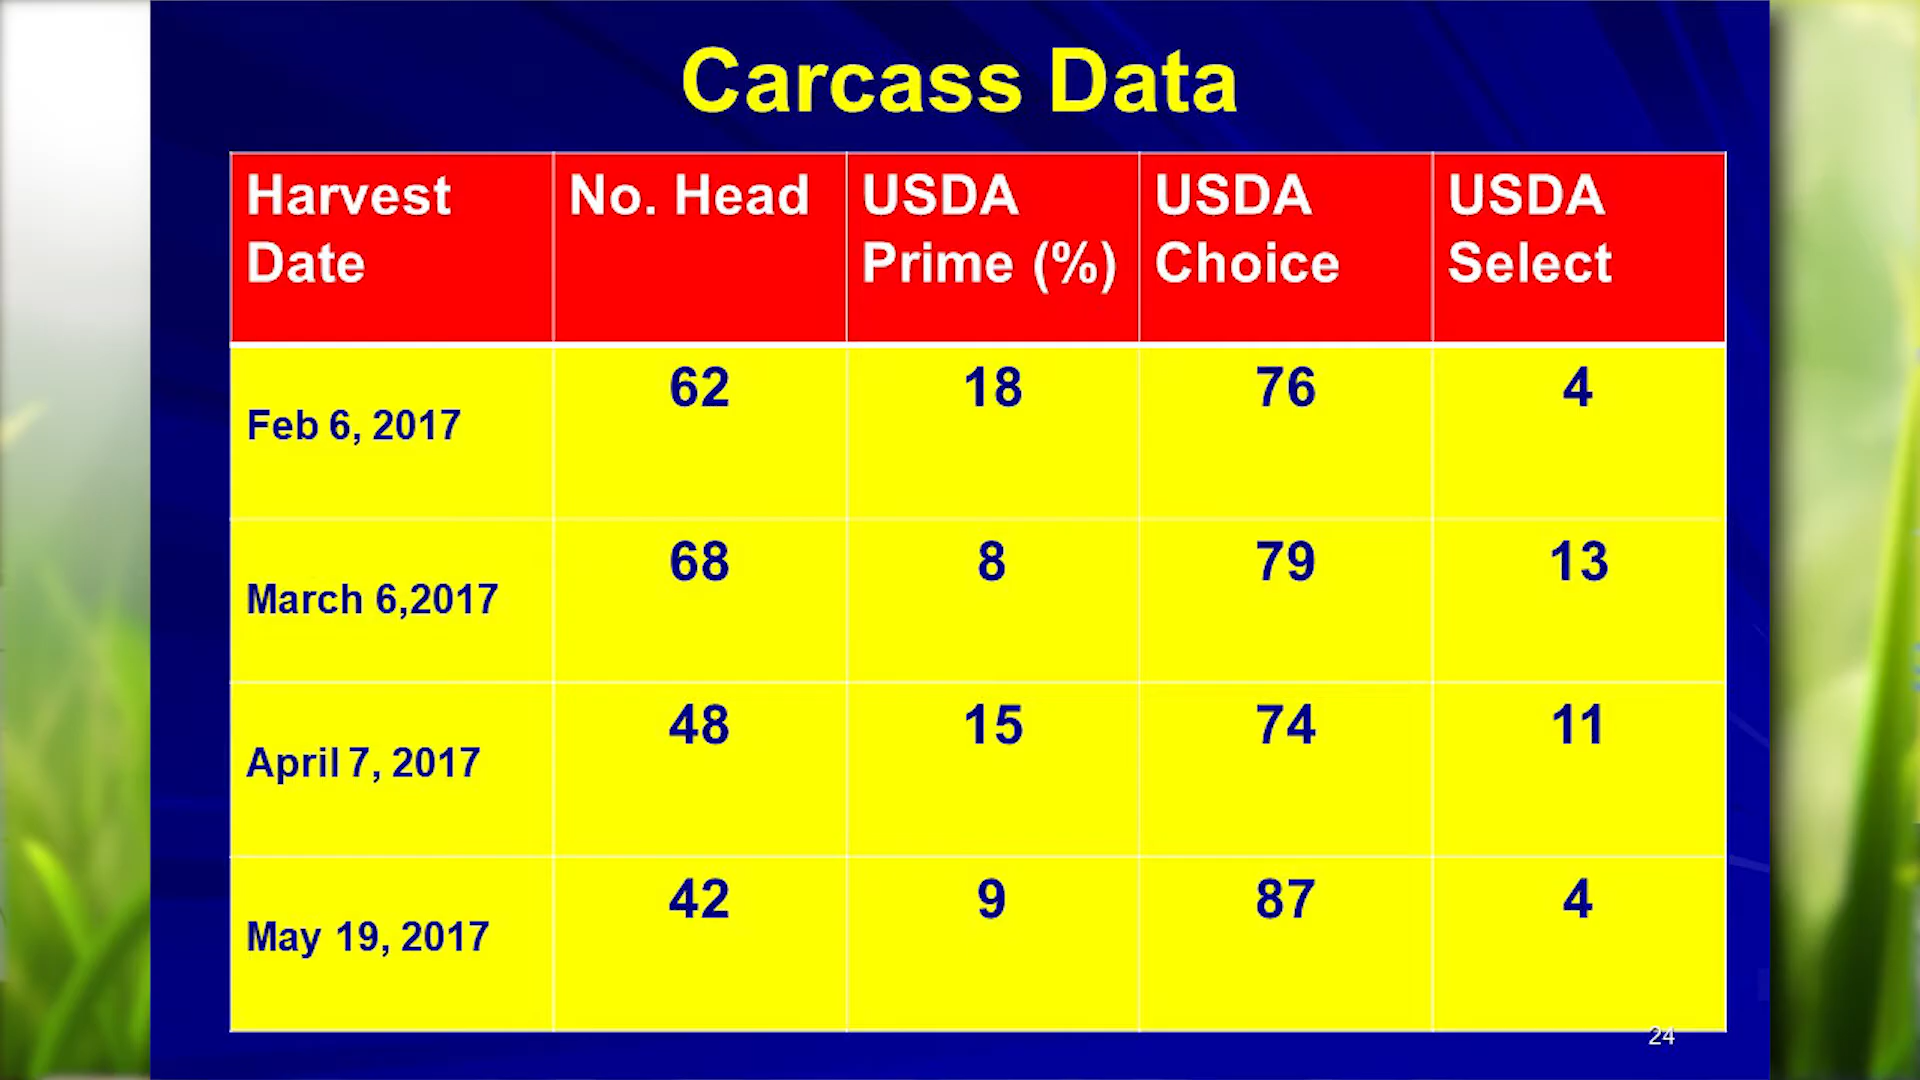 Carcass Data
Harvest Date No. Head USDA Prime (%) USDA Choice USDA Select
Feb 6, 2017 62 18 76 4
March 6,2017 68 8 79 13
April 7, 2017 48 15 74 11
May 19, 2017 42 9 87 4
24